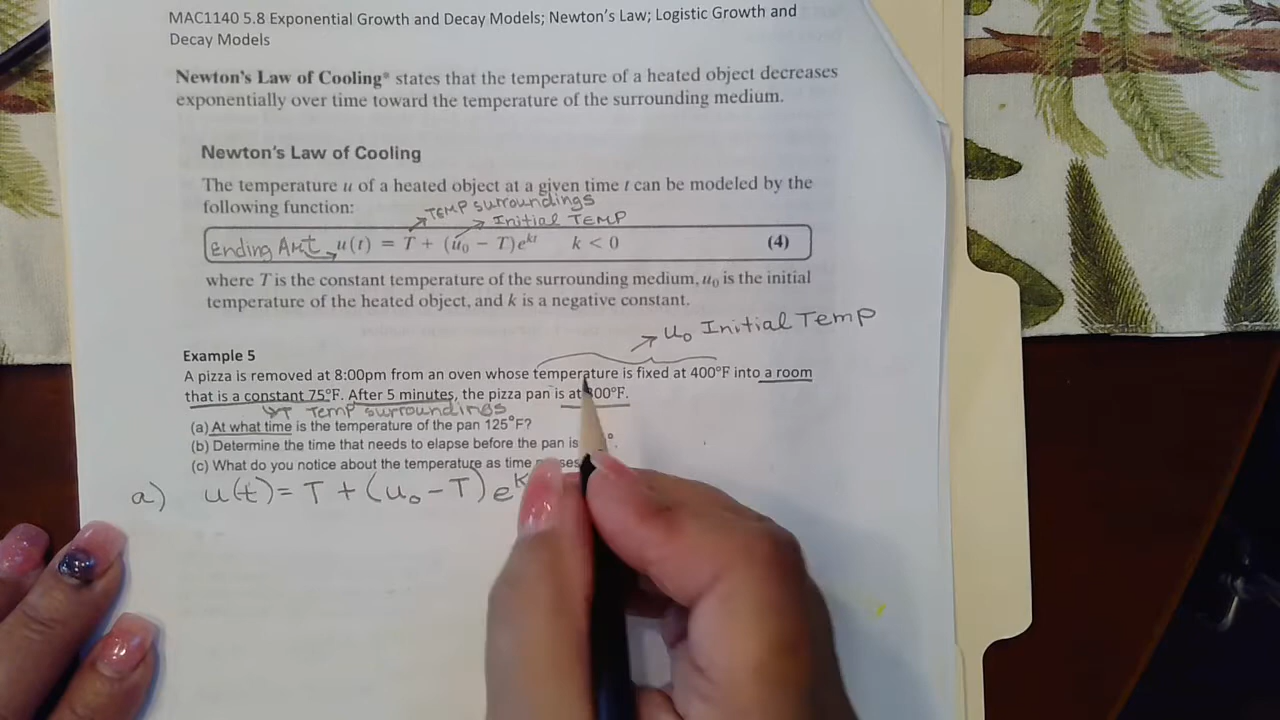 MAC1140 5.8 Exponential Growth and Decay Models; Newton's Law; Logistic Growth and
Decay Models
Newton's Law of Cooling* states that the temperature of a heated object decreases
exponentially over time toward the temperature of the surrounding medium.
Newton's Law of Cooling
The temperature u of a heated object at a given time t can be modeled by the
following function:
TEMP surroundings
Initial TEMP
Ending Amt u(t) = T + (u₀ − T)eᵏᵗ k < 0 (4)
where T is the constant temperature of the surrounding medium, u₀ is the initial
temperature of the heated object, and k is a negative constant.
u₀ Initial Temp
Example 5
A pizza is removed at 8:00pm from an oven whose temperature is fixed at 400°F into a room
that is a constant 75°F. After 5 minutes, the pizza pan is at 300°F.
T Temp surroundings
(a) At what time is the temperature of the pan 125°F?
(b) Determine the time that needs to elapse before the pan is
(c) What do you notice about the temperature as time
a) u(t) = T + (u₀ − T) eᵏ